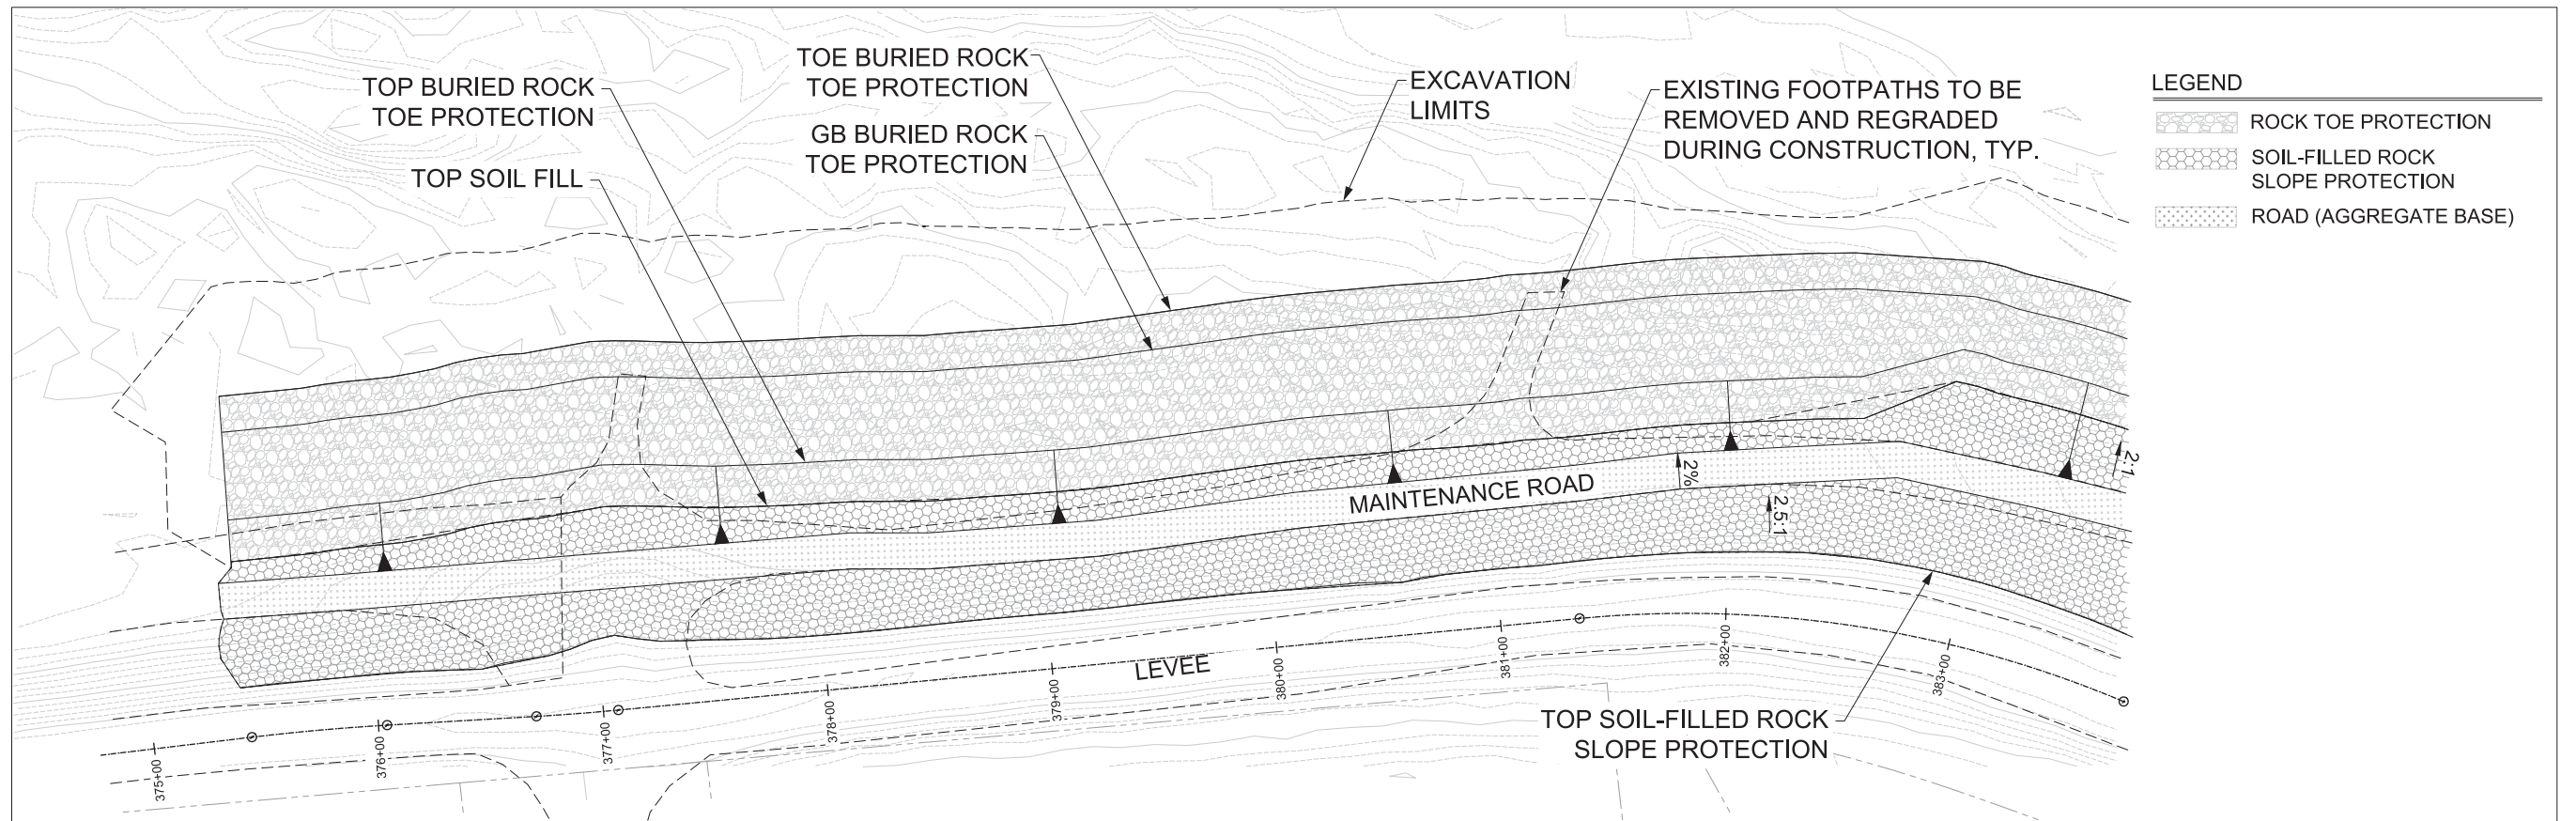 TOP BURIED ROCK
TOE PROTECTION
TOP SOIL FILL
TOE BURIED ROCK
TOE PROTECTION
GB BURIED ROCK
TOE PROTECTION
EXCAVATION
LIMITS
EXISTING FOOTPATHS TO BE
REMOVED AND REGRADED
DURING CONSTRUCTION, TYP.
LEGEND
ROCK TOE PROTECTION
SOIL-FILLED ROCK
SLOPE PROTECTION
ROAD (AGGREGATE BASE)
MAINTENANCE ROAD
2%
2.5:1
2:1
LEVEE
375+00
376+00
377+00
378+00
379+00
380+00
381+00
382+00
383+00
TOP SOIL-FILLED ROCK
SLOPE PROTECTION